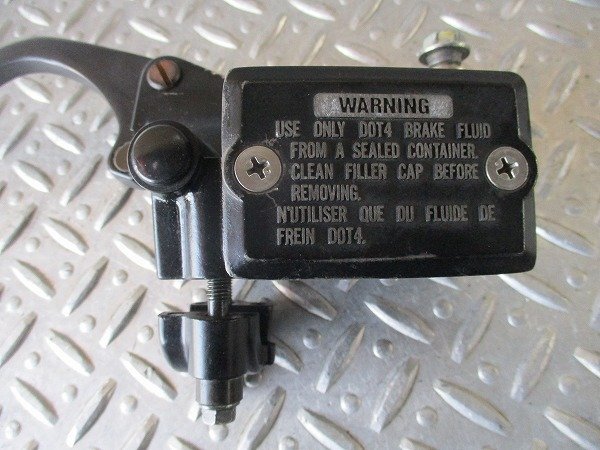 WARNING
USE ONLY DOT4 BRAKE FLUID
FROM A SEALED CONTAINER.
CLEAN FILLER CAP BEFORE
REMOVING.
N'UTILISER QUE DU FLUIDE DE
FREIN DOT4.